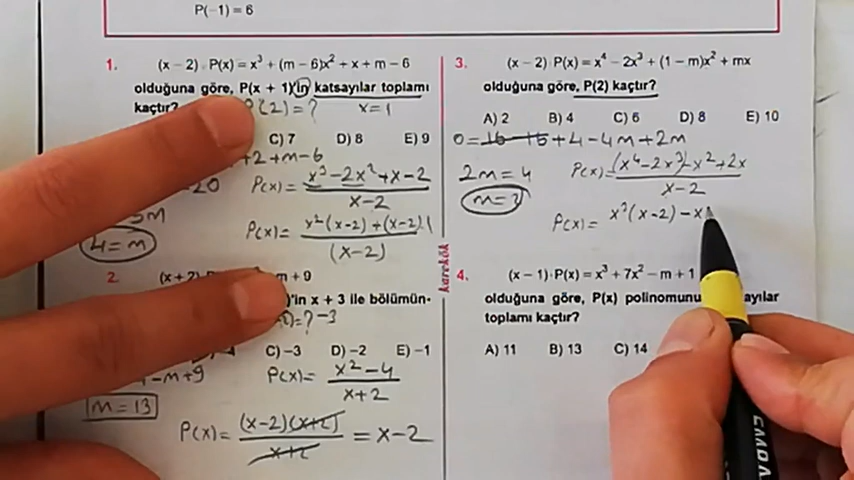 P(−1) = 6
1. (x − 2) . P(x) = x³ + (m − 6)x² + x + m − 6
olduğuna göre, P(x + 1)'in katsayılar toplamı
kaçtır? P(2)=? x=1
C) 7 D) 8 E) 9
+2+m-6
20
P(x)= x³-2x²+x-2 / x-2
5m
4=m
P(x)= x²(x-2)+(x-2).1 / (x-2)
2. m + 9
'in x + 3 ile bölümün-
=?-3
C) −3 D) −2 E) −1
-m+9
P(x)= x²-4 / x+2
m=13
P(x)= (x-2)(x+2) / x+2 = x-2
karekök
3. (x − 2) · P(x) = x⁴ − 2x³ + (1 − m)x² + mx
olduğuna göre, P(2) kaçtır?
A) 2 B) 4 C) 6 D) 8 E) 10
0=16-16+4-4m+2m
2m=4
P(x)= (x⁴-2x³)-x²+2x / x-2
m=2
P(x)= x³(x-2)-x
4. (x − 1) · P(x) = x³ + 7x² − m + 1
olduğuna göre, P(x) polinomunu ayılar
toplamı kaçtır?
A) 11 B) 13 C) 14